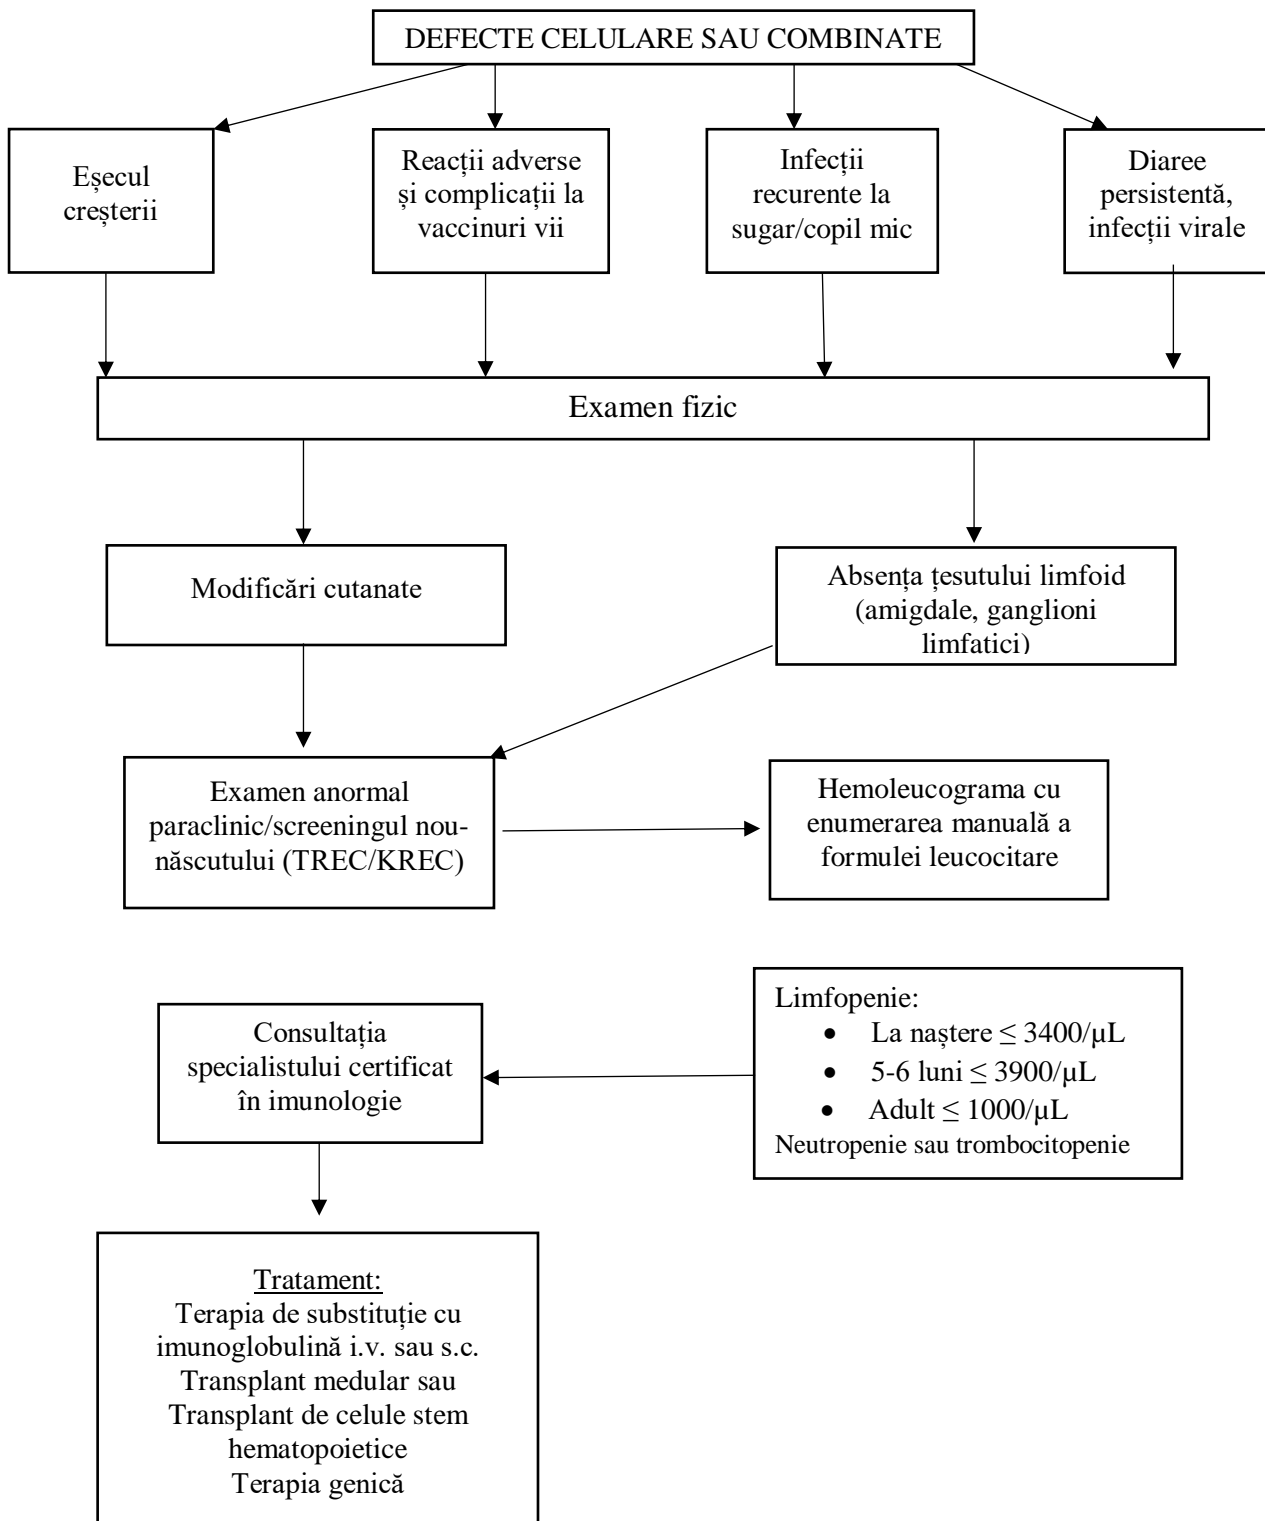 DEFECTE CELULARE SAU COMBINATE
Eșecul
creșterii
Reacții adverse
și complicații la
vaccinuri vii
Infecții
recurente la
sugar/copil mic
Diaree
persistentă,
infecții virale
Examen fizic
Modificări cutanate
Absența țesutului limfoid
(amigdale, ganglioni
limfatici)
Examen anormal
paraclinic/screeningul nou-
născutului (TREC/KREC)
Hemoleucograma cu
enumerarea manuală a
formulei leucocitare
Limfopenie:
• La naștere ≤ 3400/µL
• 5-6 luni ≤ 3900/µL
• Adult ≤ 1000/µL
Neutropenie sau trombocitopenie
Consultația
specialistului certificat
în imunologie
Tratament:
Terapia de substituție cu
imunoglobulină i.v. sau s.c.
Transplant medular sau
Transplant de celule stem
hematopoietice
Terapia genică